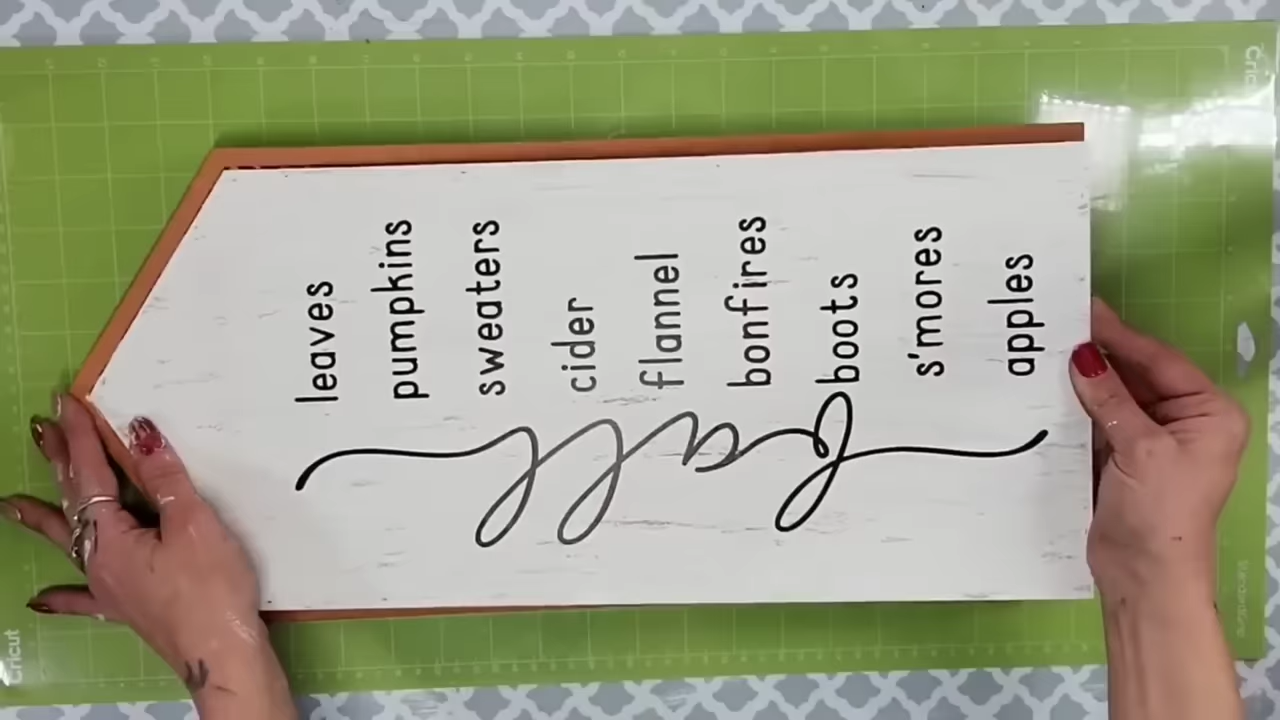 fall
leaves
pumpkins
sweaters
cider
flannel
bonfires
boots
s'mores
apples
Cricut
Cricut